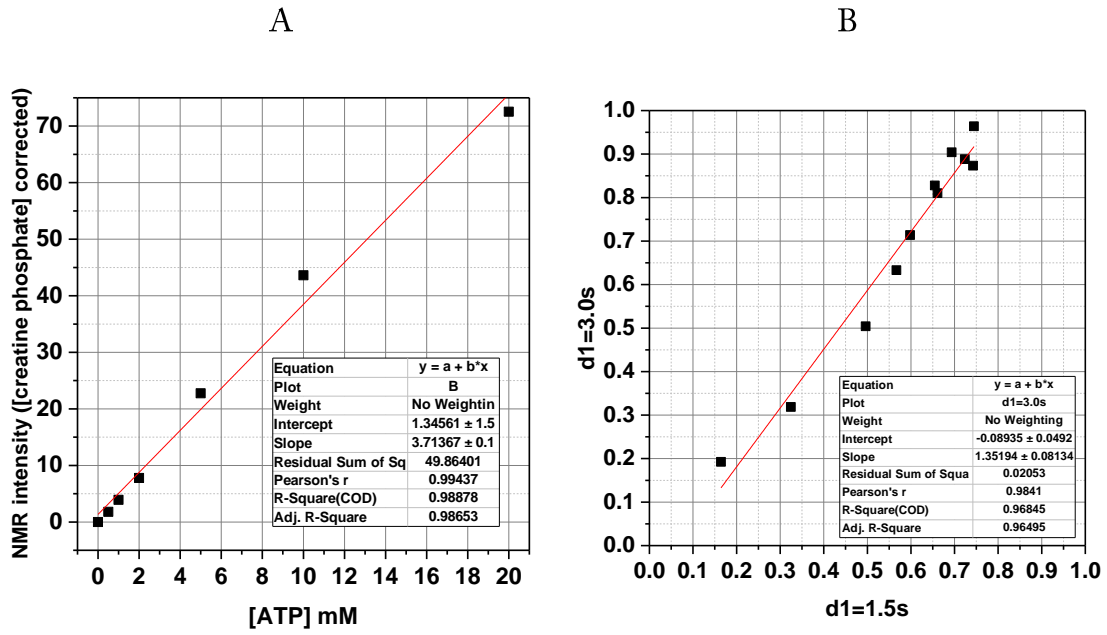 A
B
NMR intensity ([creatine phosphate] corrected)
70
60
50
40
30
20
10
0
0 2 4 6 8 10 12 14 16 18 20
[ATP] mM
Equation y = a + b*x
Plot B
Weight No Weightin
Intercept 1.34561 ± 1.5
Slope 3.71367 ± 0.1
Residual Sum of Sq 49.86401
Pearson's r 0.99437
R-Square(COD) 0.98878
Adj. R-Square 0.98653
d1=3.0s
1.0
0.9
0.8
0.7
0.6
0.5
0.4
0.3
0.2
0.1
0.0
0.0 0.1 0.2 0.3 0.4 0.5 0.6 0.7 0.8 0.9 1.0
d1=1.5s
Equation y = a + b*x
Plot d1=3.0s
Weight No Weighting
Intercept -0.08935 ± 0.0492
Slope 1.35194 ± 0.08134
Residual Sum of Squa 0.02053
Pearson's r 0.9841
R-Square(COD) 0.96845
Adj. R-Square 0.96495